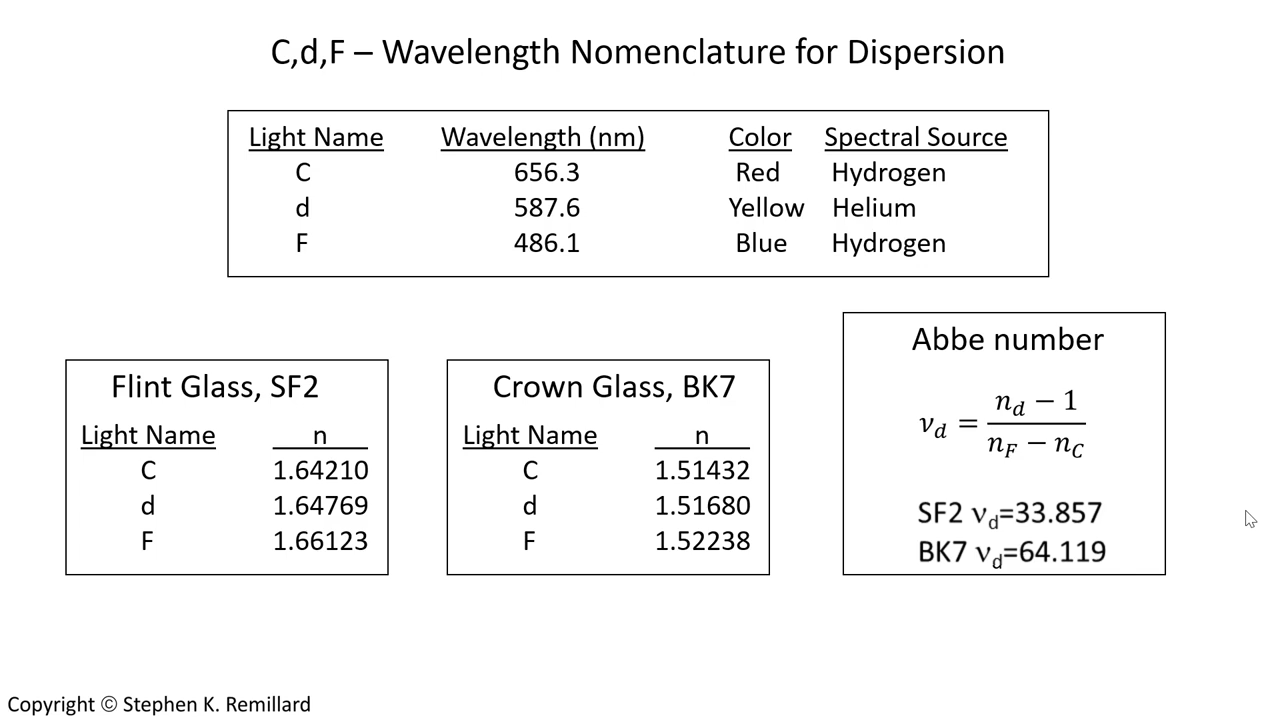 C,d,F – Wavelength Nomenclature for Dispersion
Light Name Wavelength (nm) Color Spectral Source
C 656.3 Red Hydrogen
d 587.6 Yellow Helium
F 486.1 Blue Hydrogen
Flint Glass, SF2
Light Name n
C 1.64210
d 1.64769
F 1.66123
Crown Glass, BK7
Light Name n
C 1.51432
d 1.51680
F 1.52238
Abbe number
ν_d = (n_d − 1) / (n_F − n_C)
SF2 ν_d=33.857
BK7 ν_d=64.119
Copyright © Stephen K. Remillard